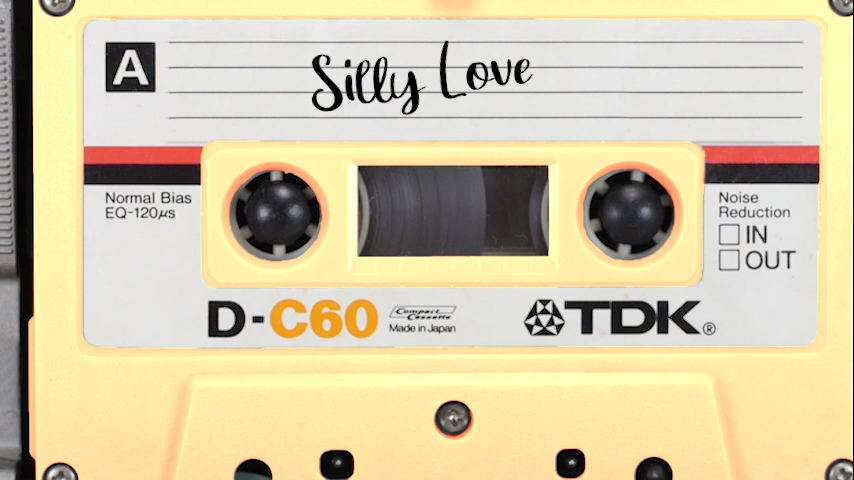 A
Silly Love
Normal Bias
EQ-120µs
Noise
Reduction
IN
OUT
D-C60
Compact
Cassette
Made in Japan
TDK®